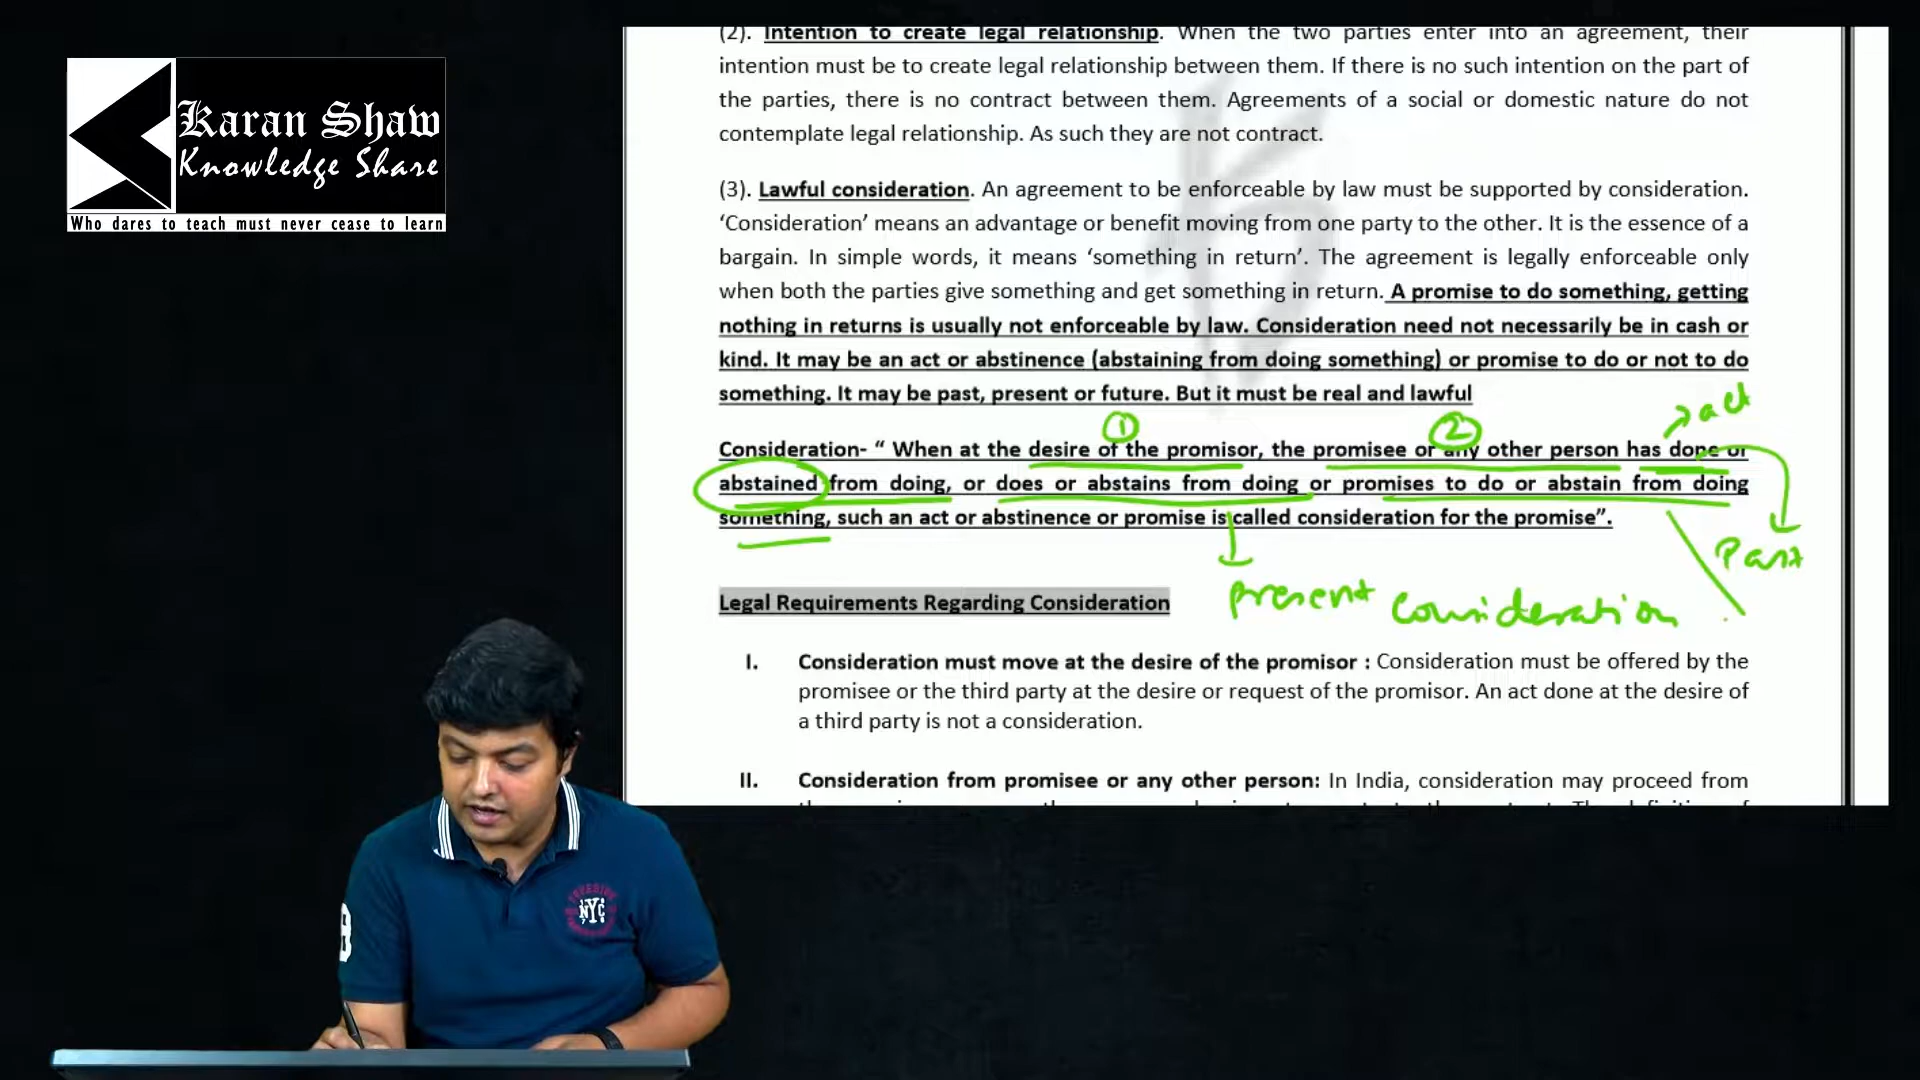 Karan Shaw
Knowledge Share
Who dares to teach must never cease to learn
(2). Intention to create legal relationship. When the two parties enter into an agreement, their
intention must be to create legal relationship between them. If there is no such intention on the part of
the parties, there is no contract between them. Agreements of a social or domestic nature do not
contemplate legal relationship. As such they are not contract.
(3). Lawful consideration. An agreement to be enforceable by law must be supported by consideration.
‘Consideration’ means an advantage or benefit moving from one party to the other. It is the essence of a
bargain. In simple words, it means ‘something in return’. The agreement is legally enforceable only
when both the parties give something and get something in return. A promise to do something, getting
nothing in returns is usually not enforceable by law. Consideration need not necessarily be in cash or
kind. It may be an act or abstinence (abstaining from doing something) or promise to do or not to do
something. It may be past, present or future. But it must be real and lawful
act
1 2
Consideration- “ When at the desire of the promisor, the promisee or any other person has done or
abstained from doing, or does or abstains from doing or promises to do or abstain from doing
something, such an act or abstinence or promise is called consideration for the promise”.
Past
Present Consideration
Legal Requirements Regarding Consideration
I. Consideration must move at the desire of the promisor : Consideration must be offered by the
promisee or the third party at the desire or request of the promisor. An act done at the desire of
a third party is not a consideration.
II. Consideration from promisee or any other person: In India, consideration may proceed from
NYC